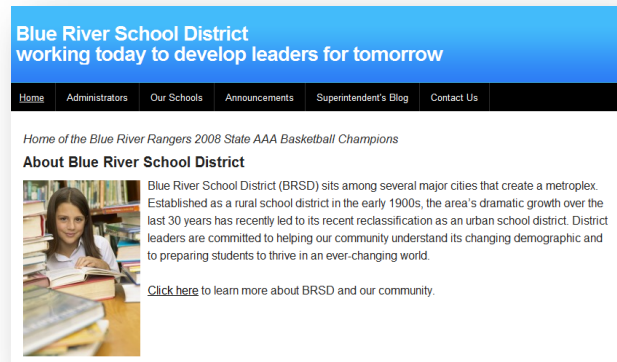 Blue River School District
working today to develop leaders for tomorrow
Home Administrators Our Schools Announcements Superintendent's Blog Contact Us
Home of the Blue River Rangers 2008 State AAA Basketball Champions
About Blue River School District
Blue River School District (BRSD) sits among several major cities that create a metroplex.
Established as a rural school district in the early 1900s, the area's dramatic growth over the
last 30 years has recently led to its recent reclassification as an urban school district. District
leaders are committed to helping our community understand its changing demographic and
to preparing students to thrive in an ever-changing world.
Click here to learn more about BRSD and our community.